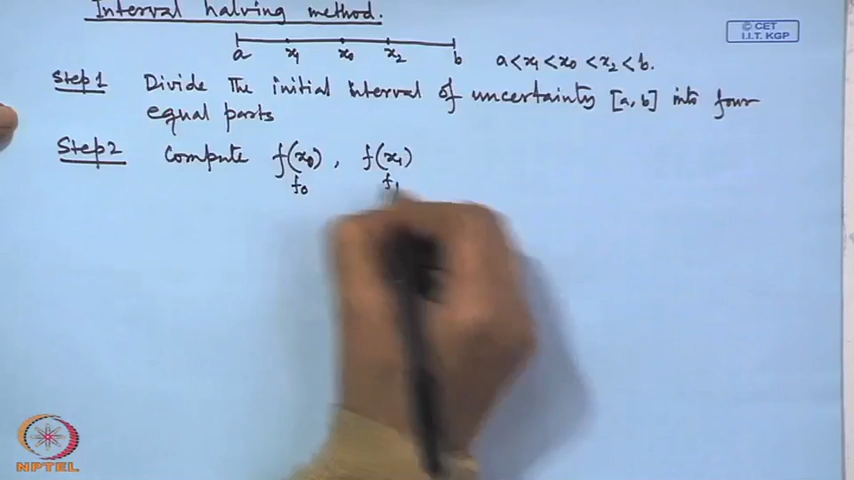 Interval halving method.
© CET
I.I.T. KGP
a x₁ x₀ x₂ b a < x₁ < x₀ < x₂ < b.
Step 1 Divide The initial interval of uncertainty [a, b] into four
equal parts
Step 2 Compute f(x₀), f(x₁)
f₀ f₁
NPTEL